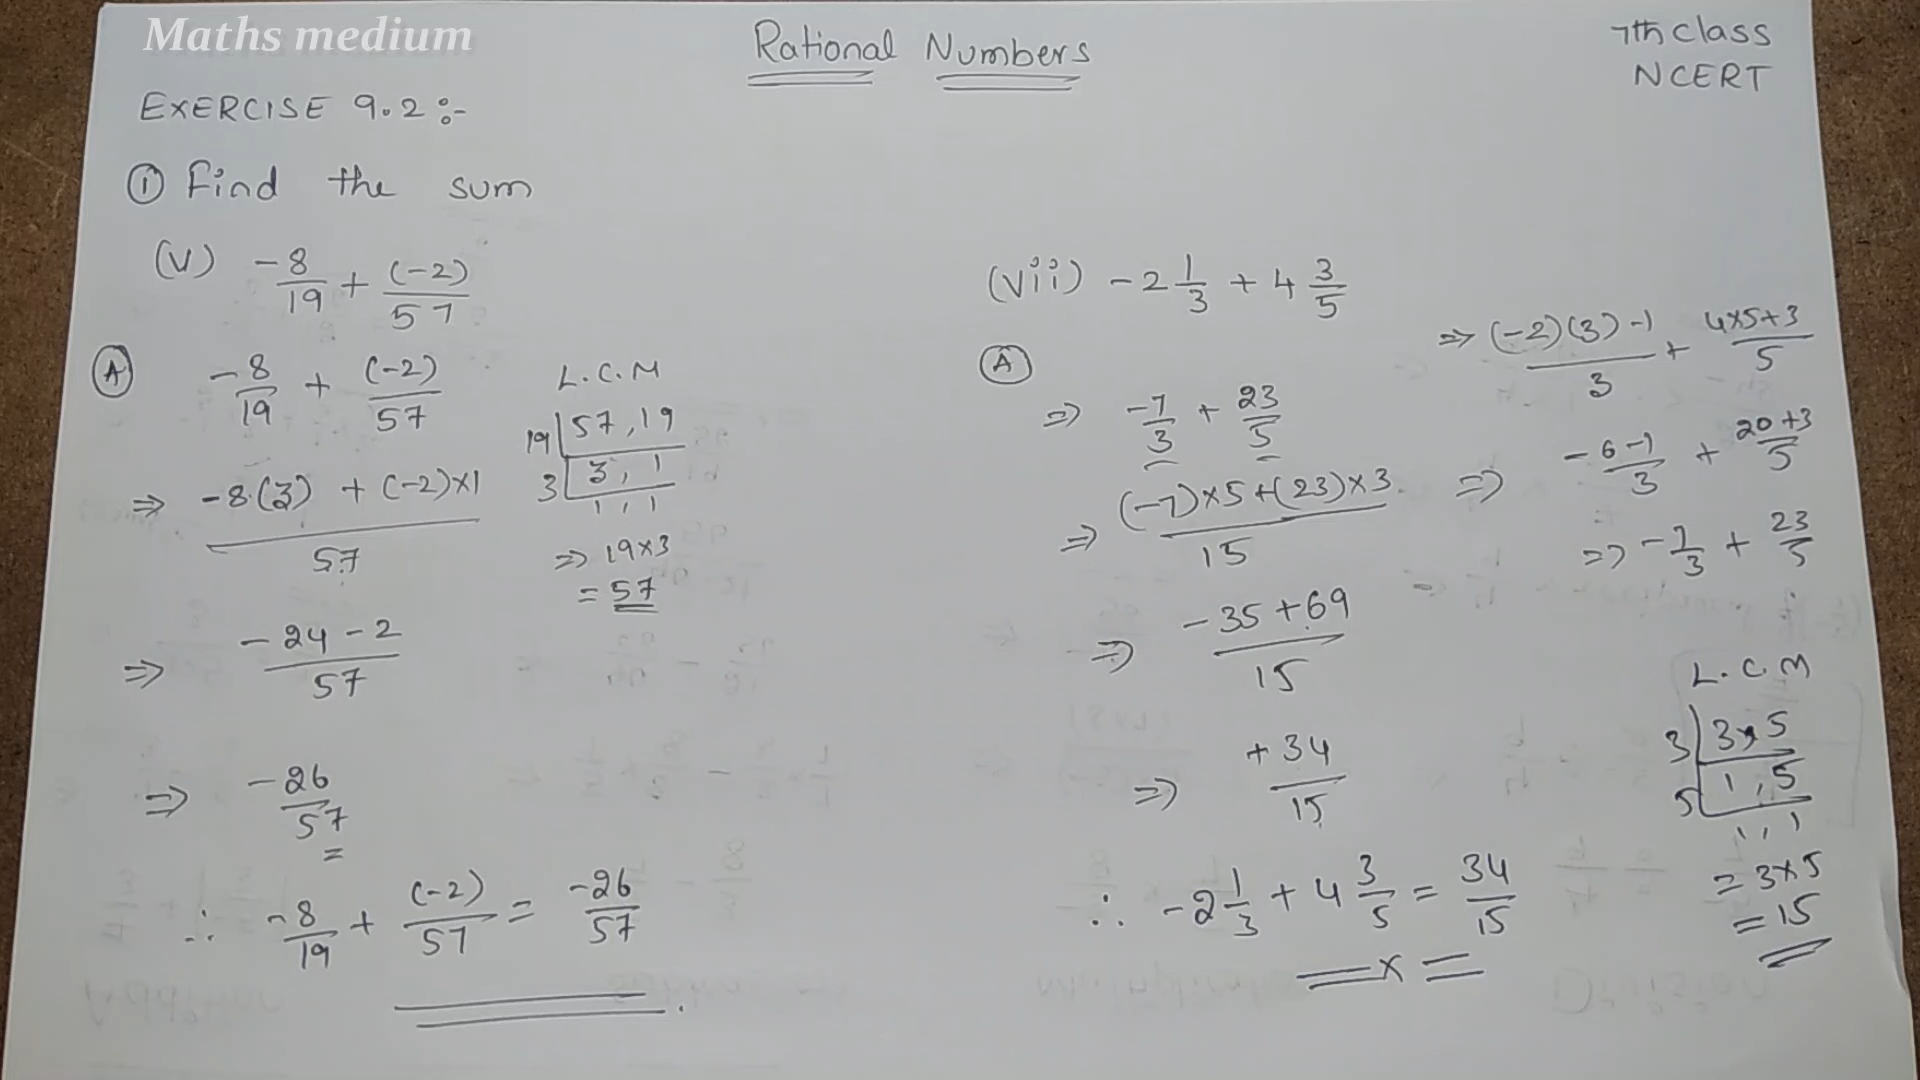 Maths medium
Rational Numbers
7th class
NCERT
EXERCISE 9.2 :-
① Find the sum
(v) -8/19 + (-2)/57
Ⓐ -8/19 + (-2)/57
⇒ -8(3) + (-2)×1 / 57
⇒ -24-2/57
⇒ -26/57
∴ -8/19 + (-2)/57 = -26/57
L.C.M
19 | 57, 19
3 | 3, 1
1, 1
⇒ 19×3
= 57
(vii) -2 1/3 + 4 3/5
Ⓐ
⇒ -7/3 + 23/5
⇒ (-7)×5+(23)×3 / 15
⇒ -35+69/15
⇒ +34/15
∴ -2 1/3 + 4 3/5 = 34/15
x
⇒ (-2)(3)-1/3 + 4×5+3/5
⇒ -6-1/3 + 20+3/5
⇒ -7/3 + 23/5
L.C.M
3 | 3, 5
5 | 1, 5
1, 1
= 3×5
= 15